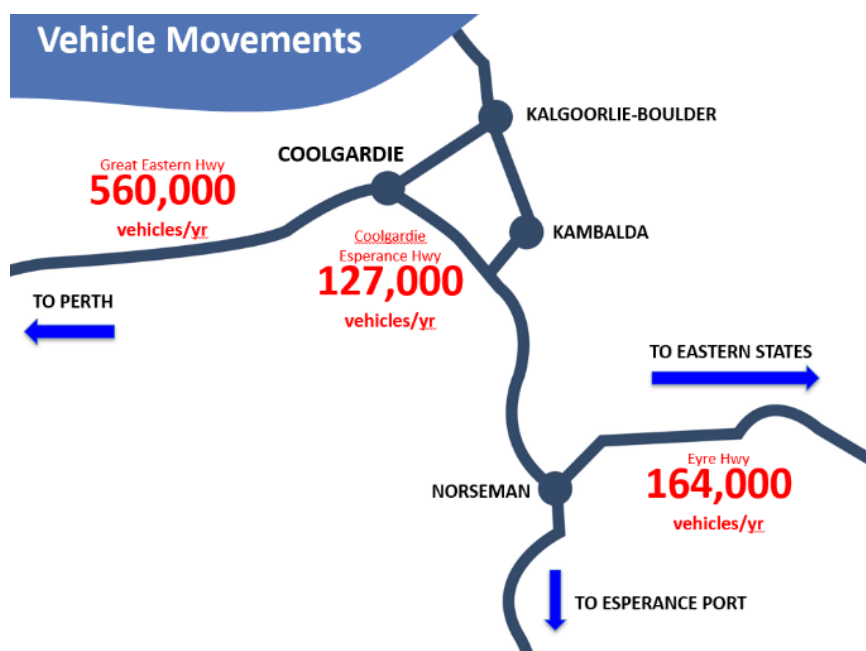 Vehicle Movements
KALGOORLIE-BOULDER
COOLGARDIE
Great Eastern Hwy
560,000
vehicles/yr
KAMBALDA
Coolgardie
Esperance Hwy
127,000
vehicles/yr
TO PERTH
TO EASTERN STATES
NORSEMAN
Eyre Hwy
164,000
vehicles/yr
TO ESPERANCE PORT